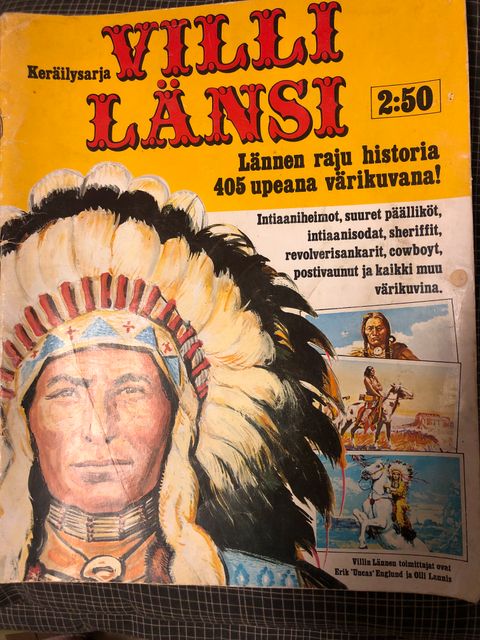 Keräilysarja
VILLI
LÄNSI
2:50
Lännen raju historia
405 upeana värikuvana!
Intiaaniheimot, suuret päälliköt,
intiaanisodat, sheriffit,
revolverisankarit, cowboyt,
postivaunut ja kaikki muu
värikuvina.
Villin Lännen toimittajat ovat
Erik 'Uncas' Englund ja Olli Lannis